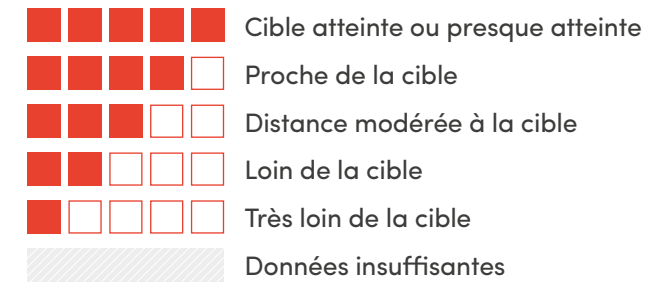 Cible atteinte ou presque atteinte
Proche de la cible
Distance modérée à la cible
Loin de la cible
Très loin de la cible
Données insuffisantes